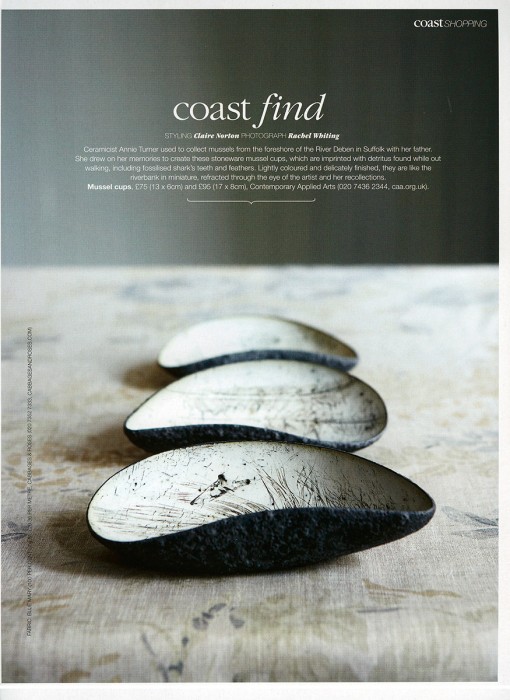 coast SHOPPING
coast find
STYLING Claire Norton PHOTOGRAPH Rachel Whiting
Ceramicist Annie Turner used to collect mussels from the foreshore of the River Deben in Suffolk with her father.
She drew on her memories to create these stoneware mussel cups, which are imprinted with detritus found while out
walking, including fossilised shark's teeth and feathers. Lightly coloured and delicately finished, they are like the
riverbank in miniature, refracted through the eye of the artist and her recollections.
Mussel cups, £75 (13 x 6cm) and £95 (17 x 8cm), Contemporary Applied Arts (020 7436 2344, caa.org.uk).